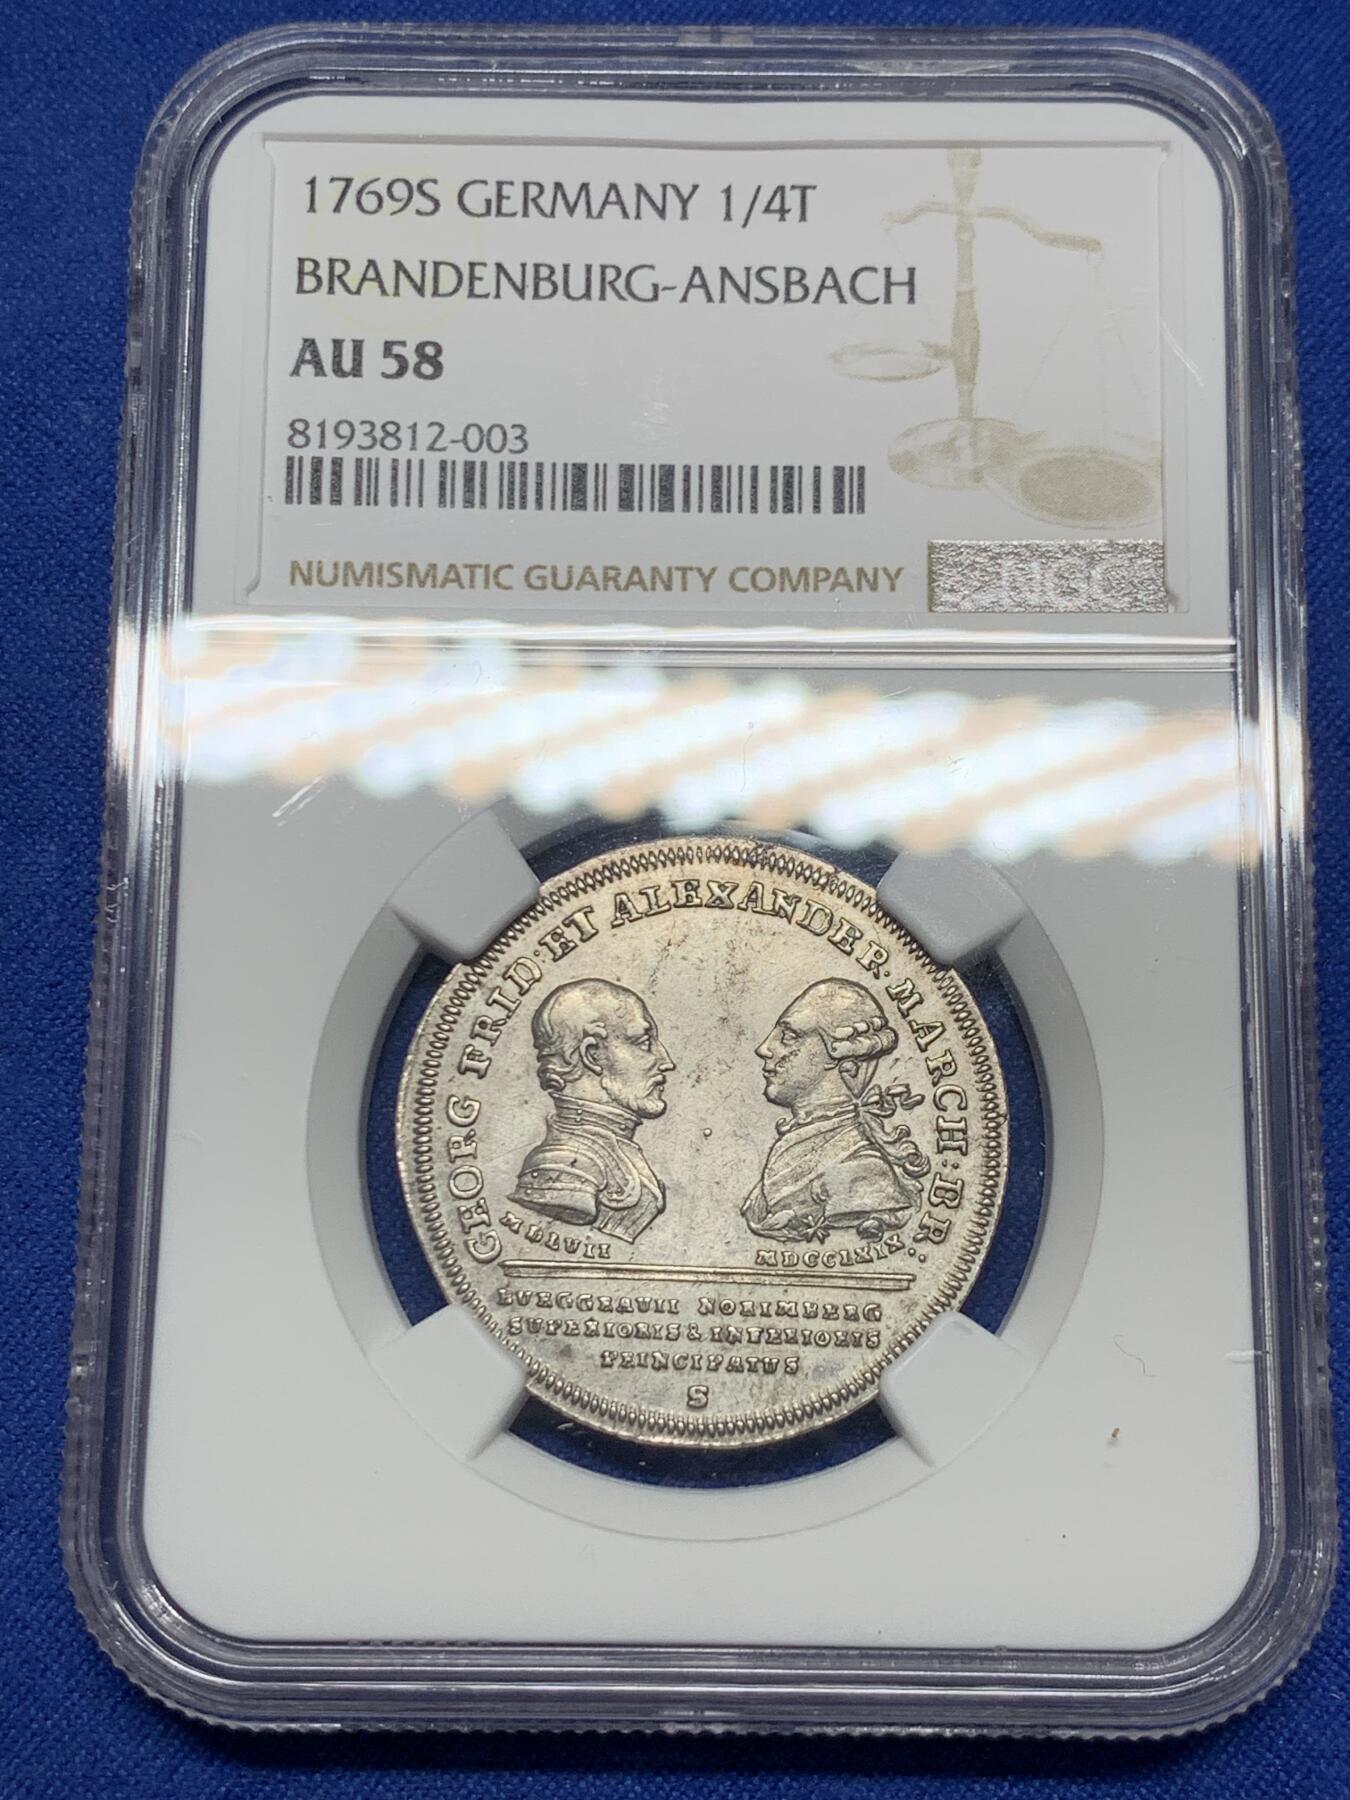 1769S GERMANY 1/4T
BRANDENBURG-ANSBACH
AU 58
8193812-003
NUMISMATIC GUARANTY COMPANY
NGC
GEORG FRID: ET ALEXANDER. MARCH: BR:
MDLVII
MDCCLXIX.
BURGGRAVII NORIMBERG
SUPERIORIS & INFERIORIS
PRINCIPATUS
S